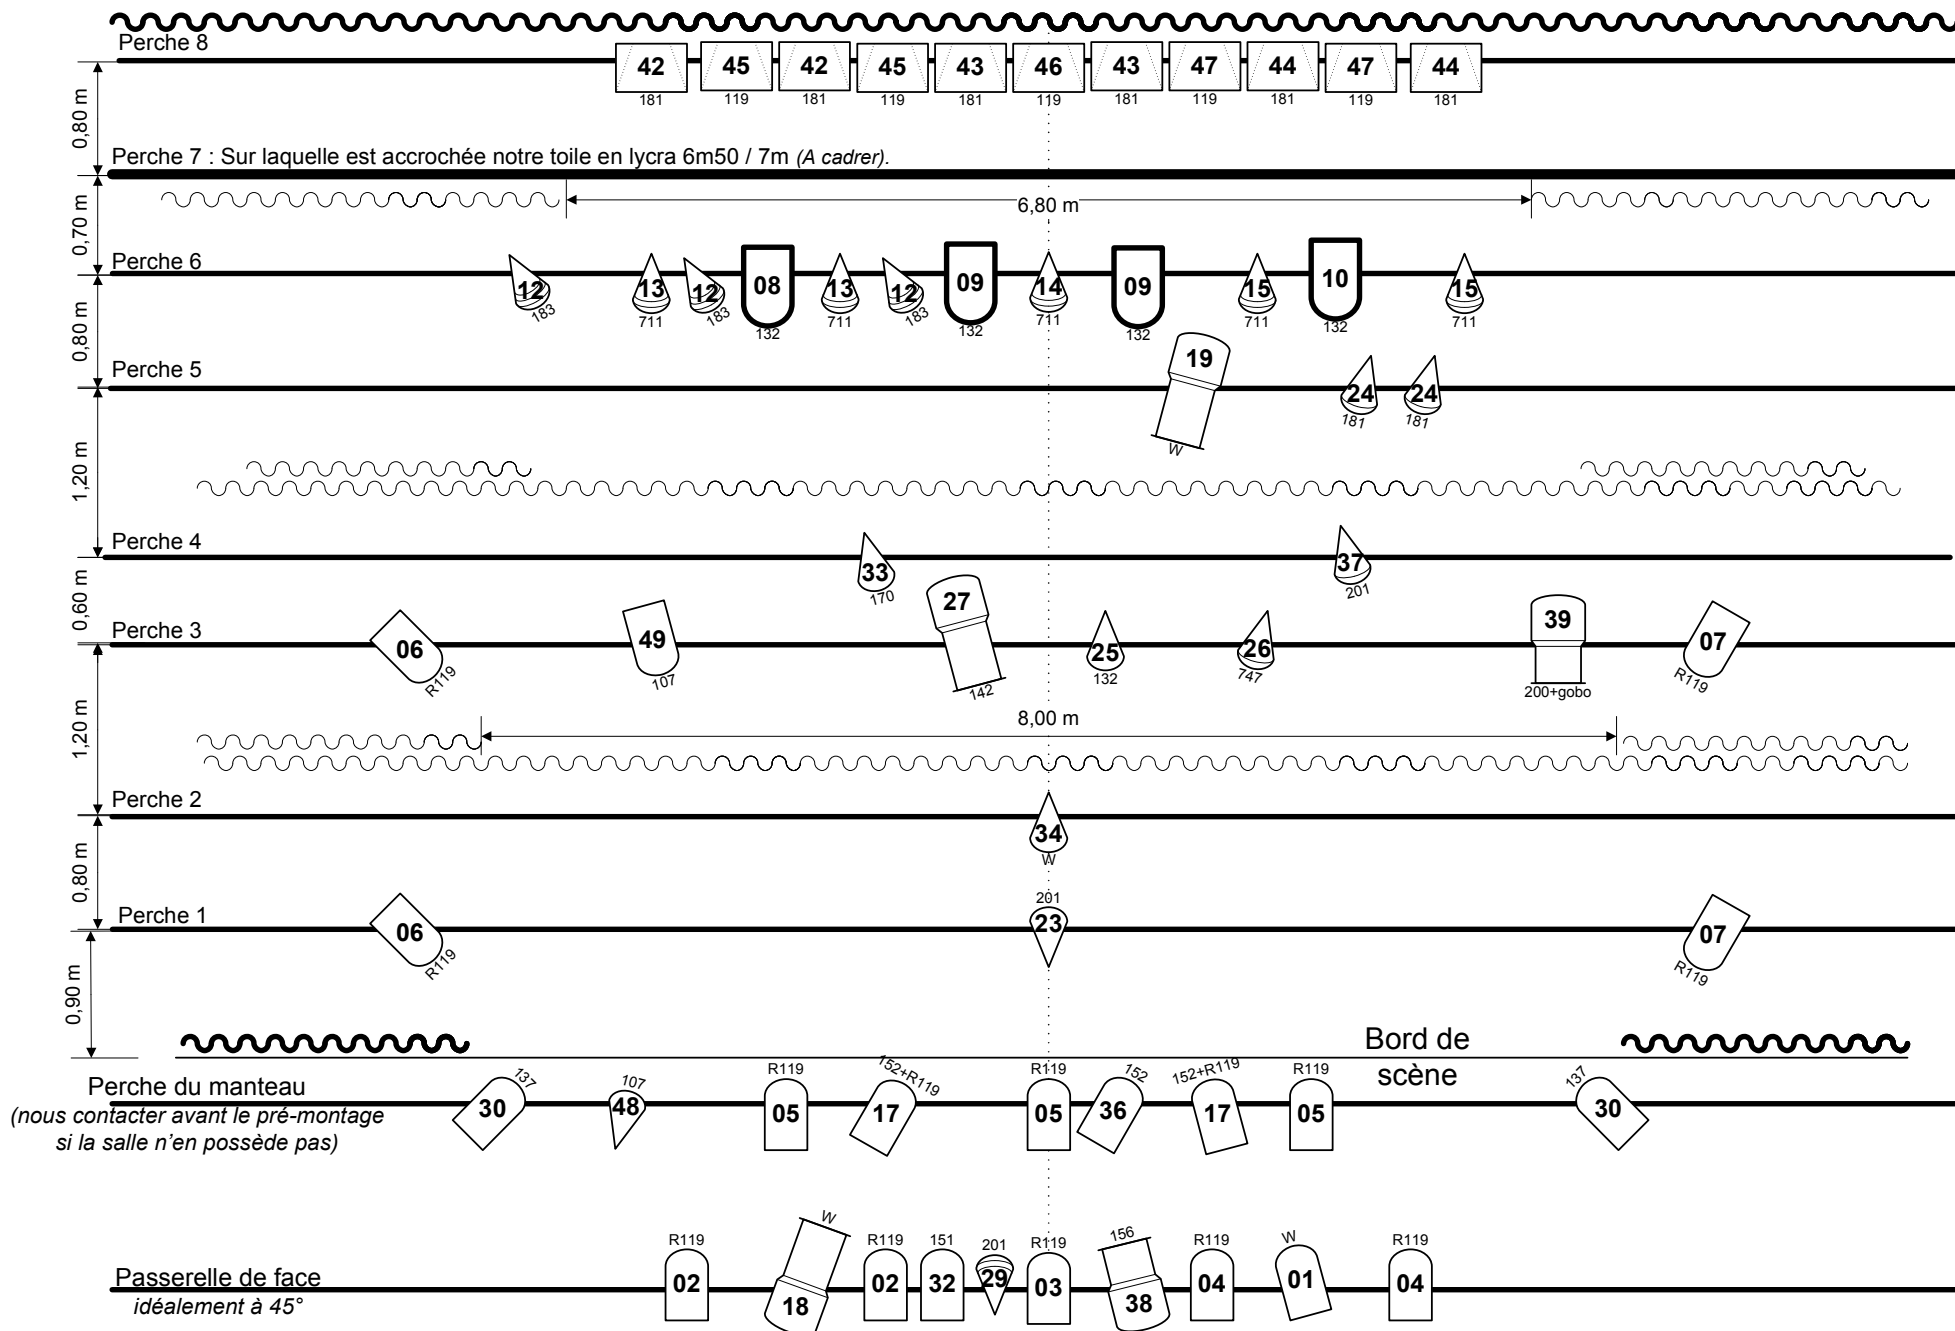 Perche 8
42 45 42 45 43 46 43 47 44 47 44
181 119 181 119 181 119 181 119 181 119 181
0,80 m
Perche 7 : Sur laquelle est accrochée notre toile en lycra 6m50 / 7m (A cadrer).
6,80 m
0,70 m
Perche 6
12 13 12 08 13 12 09 14 09 15 10 15
183 711 183 132 711 183 132 711 132 711 132 711
0,80 m
19
W
Perche 5
24 24
181 181
1,20 m
Perche 4
33 37
170 201
0,60 m
Perche 3
06 49 27 25 26 39 07
R119 107 142 132 747 200+gobo R119
8,00 m
1,20 m
Perche 2
34
W
0,80 m
201
Perche 1
06 23 07
R119 R119
0,90 m
Bord de
scène
137 107 R119 152+R119 R119 152 152+R119 R119 137
Perche du manteau
30 48 05 17 05 36 17 05 30
(nous contacter avant le pré-montage
si la salle n'en possède pas)
R119 W R119 151 201 R119 156 R119 W R119
Passerelle de face
02 18 02 32 29 03 38 04 01 04
idéalement à 45°